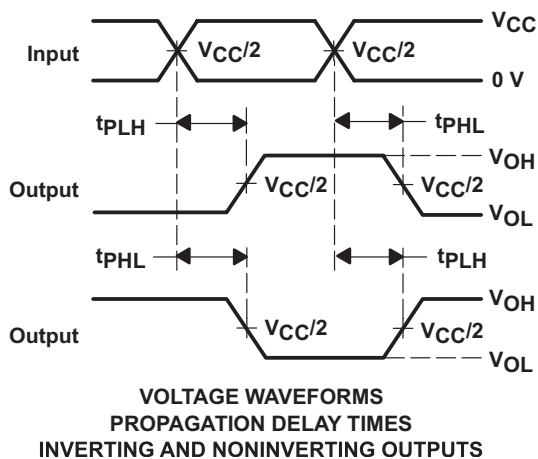 VCC
Input VCC/2 VCC/2
0 V
tPLH tPHL
VOH
Output VCC/2 VCC/2
VOL
tPHL tPLH
VOH
Output VCC/2 VCC/2
VOL
VOLTAGE WAVEFORMS
PROPAGATION DELAY TIMES
INVERTING AND NONINVERTING OUTPUTS